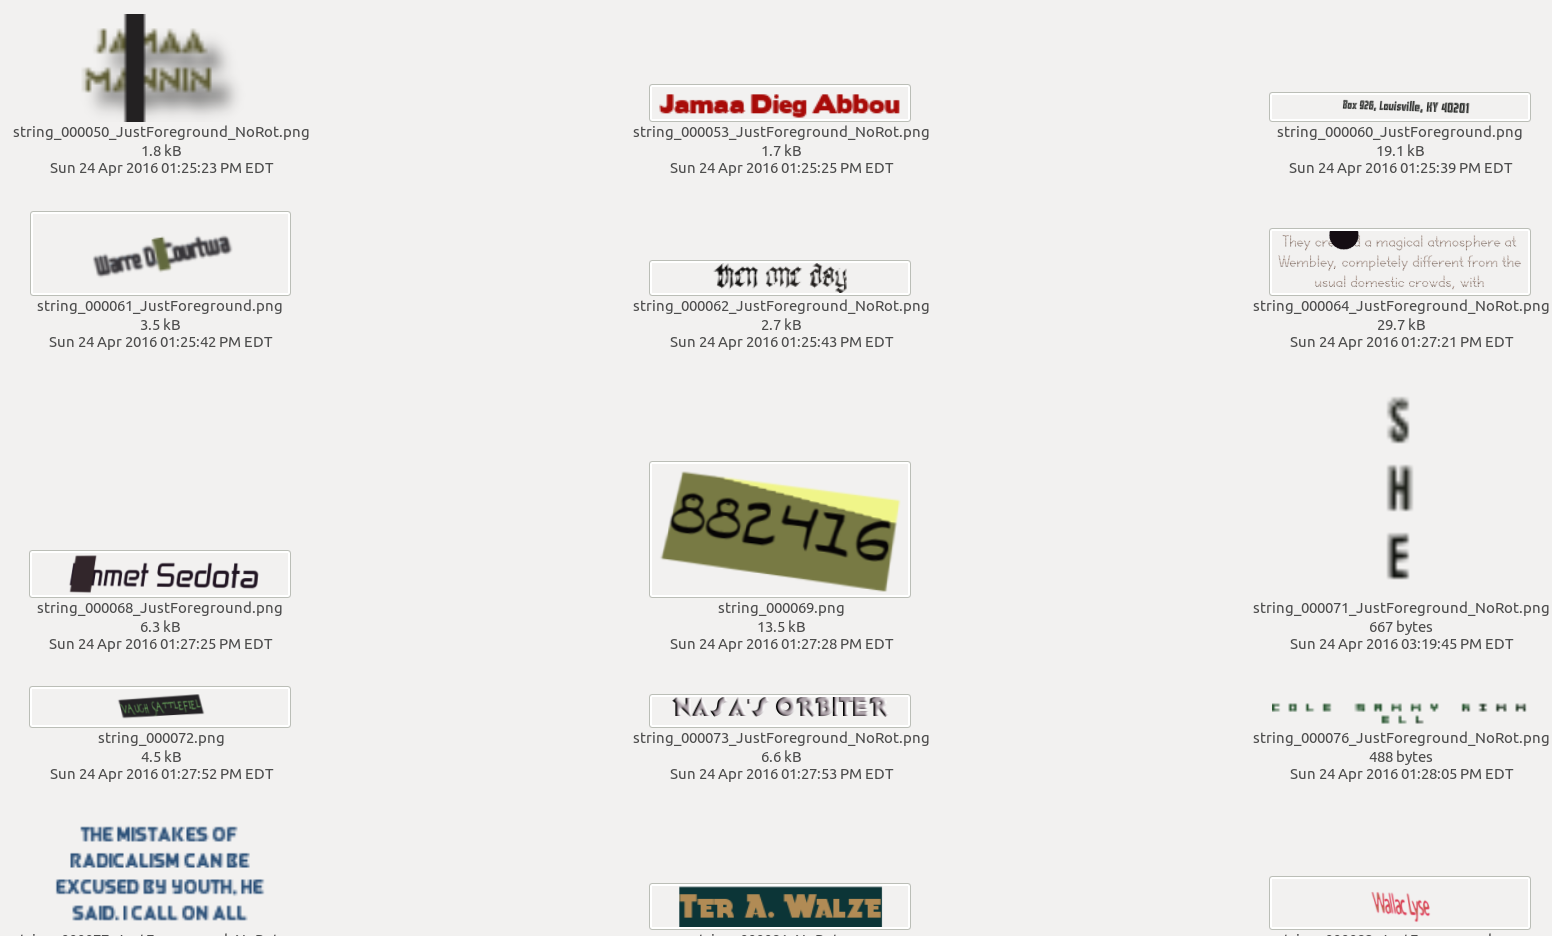 JAMAA
MANNIN
string_000050_JustForeground_NoRot.png
1.8 kB
Sun 24 Apr 2016 01:25:23 PM EDT
Jamaa Dieg Abbou
string_000053_JustForeground_NoRot.png
1.7 kB
Sun 24 Apr 2016 01:25:25 PM EDT
Box 926, Louisville, KY 40201
string_000060_JustForeground.png
19.1 kB
Sun 24 Apr 2016 01:25:39 PM EDT
Warre D Courtwa
string_000061_JustForeground.png
3.5 kB
Sun 24 Apr 2016 01:25:42 PM EDT
then one day
string_000062_JustForeground_NoRot.png
2.7 kB
Sun 24 Apr 2016 01:25:43 PM EDT
They a magical atmosphere at
Wembley, completely different from the
usual domestic crowds, with
string_000064_JustForeground_NoRot.png
29.7 kB
Sun 24 Apr 2016 01:27:21 PM EDT
Sedota
string_000068_JustForeground.png
6.3 kB
Sun 24 Apr 2016 01:27:25 PM EDT
882416
string_000069.png
13.5 kB
Sun 24 Apr 2016 01:27:28 PM EDT
S
H
E
string_000071_JustForeground_NoRot.png
667 bytes
Sun 24 Apr 2016 03:19:45 PM EDT
VAUGH SATTLEFIEL
string_000072.png
4.5 kB
Sun 24 Apr 2016 01:27:52 PM EDT
NASA'S ORBITER
string_000073_JustForeground_NoRot.png
6.6 kB
Sun 24 Apr 2016 01:27:53 PM EDT
COLE SAMMY KIMM
ELL
string_000076_JustForeground_NoRot.png
488 bytes
Sun 24 Apr 2016 01:28:05 PM EDT
THE MISTAKES OF
RADICALISM CAN BE
EXCUSED BY YOUTH, HE
SAID. I CALL ON ALL
TER A. WALZE
Wallac Lyse